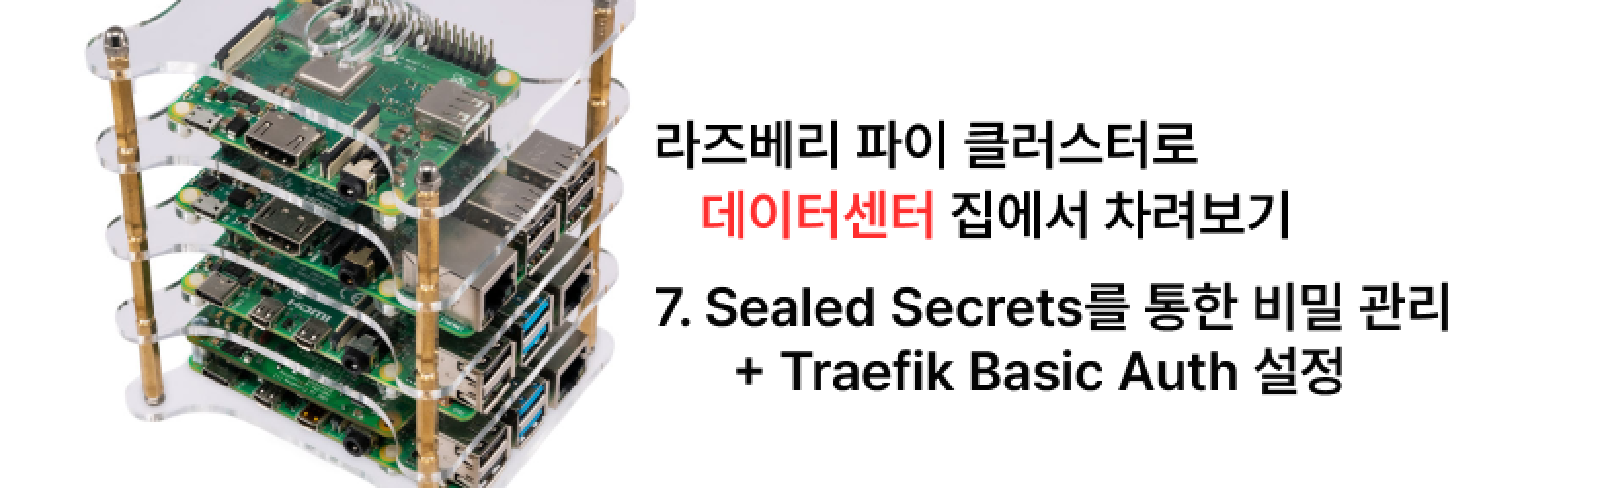 라즈베리 파이 클러스터로
데이터센터 집에서 차려보기
7. Sealed Secrets를 통한 비밀 관리
+ Traefik Basic Auth 설정